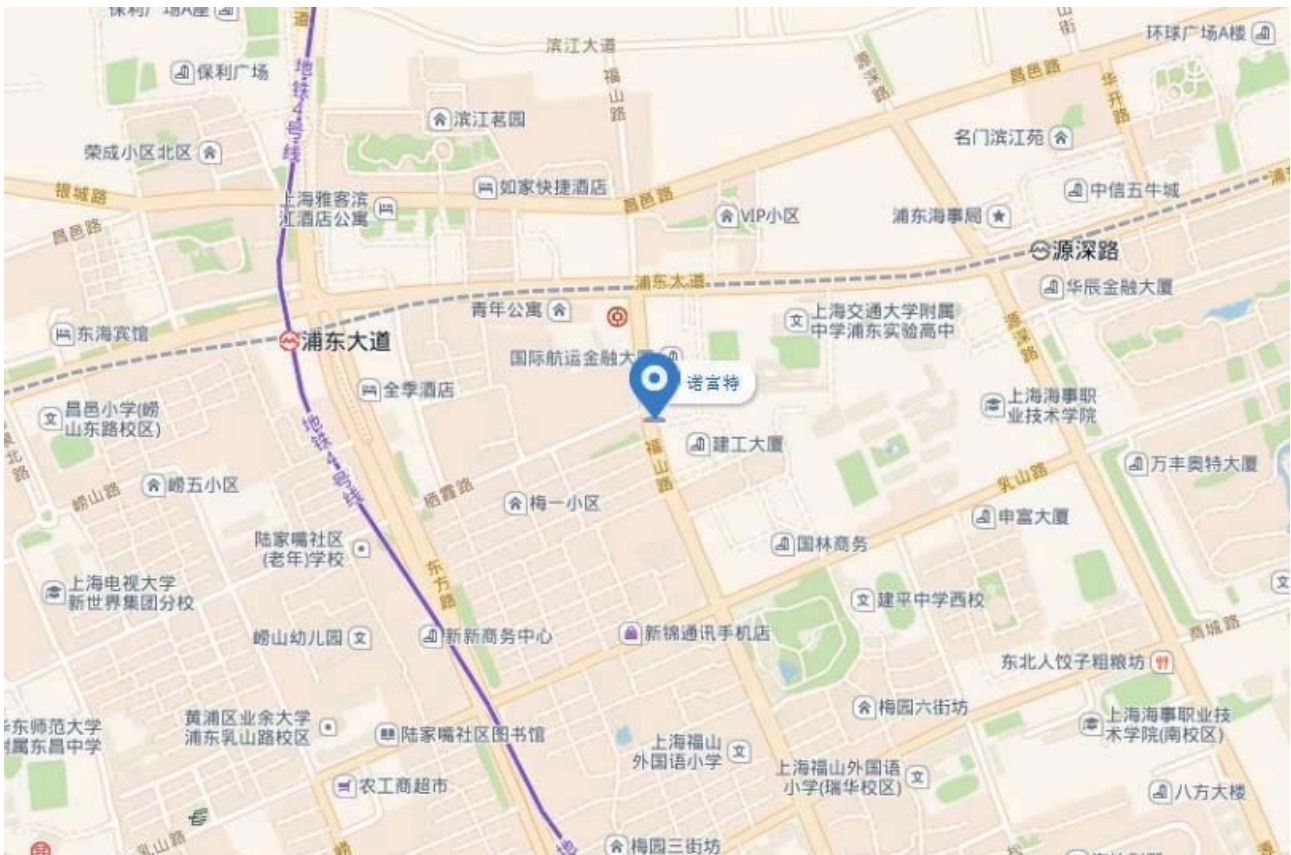 保利广场A座
道
滨江大道
山街
环球广场A楼
保利广场
地铁4号线
福山路
源深路
昌邑路
华开路
滨江茗园
名门滨江苑
荣成小区北区
银城路
上海雅客滨
江酒店公寓
如家快捷酒店
昌邑路
VIP小区
浦东海事局
中信五牛城
浦东
昌邑路
源深路
浦东大道
华辰金融大厦
青年公寓
上海交通大学附属
中学浦东实验高中
东海宾馆
浦东大道
国际航运金融大厦
源深路
诺富特
全季酒店
上海海事职
业技术学院
昌邑小学(崂
山东路校区)
北路
地铁4号线
福山路
建工大厦
万丰奥特大厦
崂山路
崂五小区
栖霞路
梅一小区
乳山路
申富大厦
陆家嘴社区
(老年)学校
国林商务
东方路
上海电视大学
新世界集团分校
建平中学西校
文
崂山幼儿园
新新商务中心
新锦通讯手机店
商城路
东北人饺子粗粮坊
梅园六街坊
华东师范大学
附属东昌中学
黄浦区业余大学
浦东乳山路校区
陆家嘴社区图书馆
上海福山
外国语小学
上海海事职业技
术学院(南校区)
上海福山外国语
小学(瑞华校区)
农工商超市
八方大楼
乳山路
崂
地
梅园三街坊
源